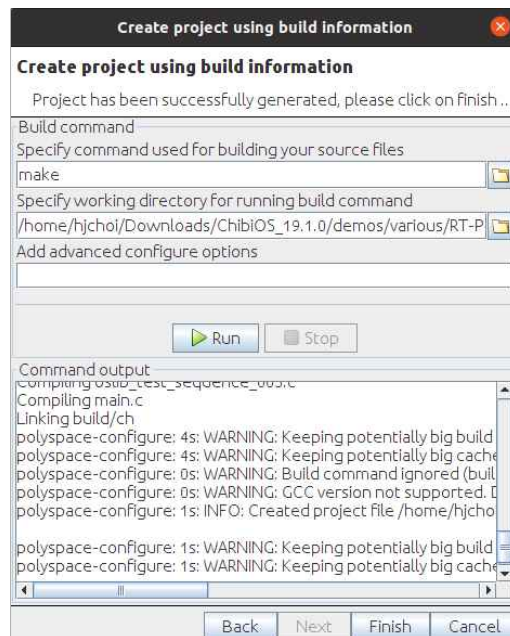 Create project using build information
Create project using build information
Project has been successfully generated, please click on finish ..
Build command
Specify command used for building your source files
make
Specify working directory for running build command
/home/hjchoi/Downloads/ChibiOS_19.1.0/demos/various/RT-P
Add advanced configure options
Run
Stop
Command output
Compiling oslib_test_sequence_003.c
Compiling main.c
Linking build/ch
polyspace-configure: 4s: WARNING: Keeping potentially big build
polyspace-configure: 4s: WARNING: Keeping potentially big cache
polyspace-configure: 0s: WARNING: Build command ignored (buil
polyspace-configure: 0s: WARNING: GCC version not supported. D
polyspace-configure: 1s: INFO: Created project file /home/hjcho
polyspace-configure: 1s: WARNING: Keeping potentially big build
polyspace-configure: 1s: WARNING: Keeping potentially big cache
Back
Next
Finish
Cancel